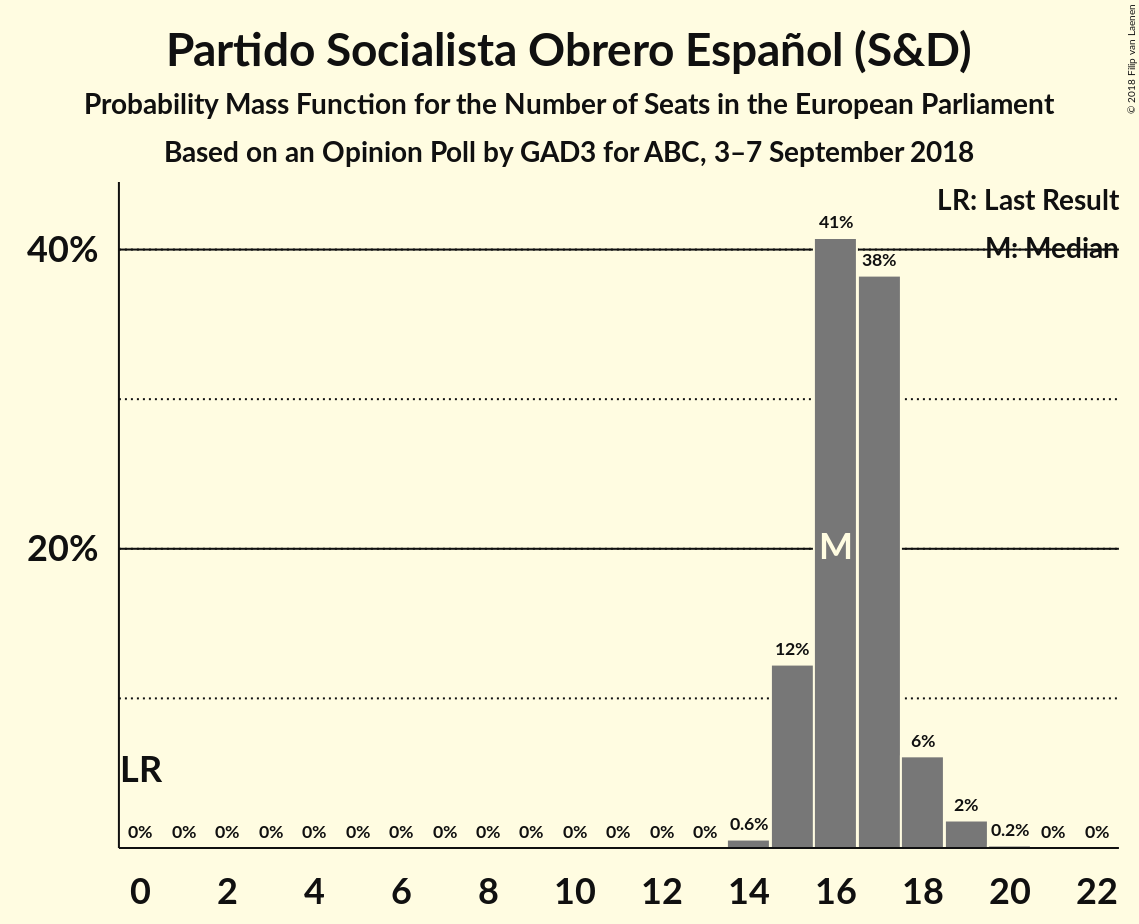 Partido Socialista Obrero Español (S&D)
Probability Mass Function for the Number of Seats in the European Parliament
Based on an Opinion Poll by GAD3 for ABC, 3–7 September 2018
© 2018 Filip van Laenen
LR: Last Result
M: Median
40%
20%
41%
38%
M
12%
6%
2%
LR
0% 0% 0% 0% 0% 0% 0% 0% 0% 0% 0% 0% 0% 0% 0.6% 0.2% 0% 0%
0 2 4 6 8 10 12 14 16 18 20 22